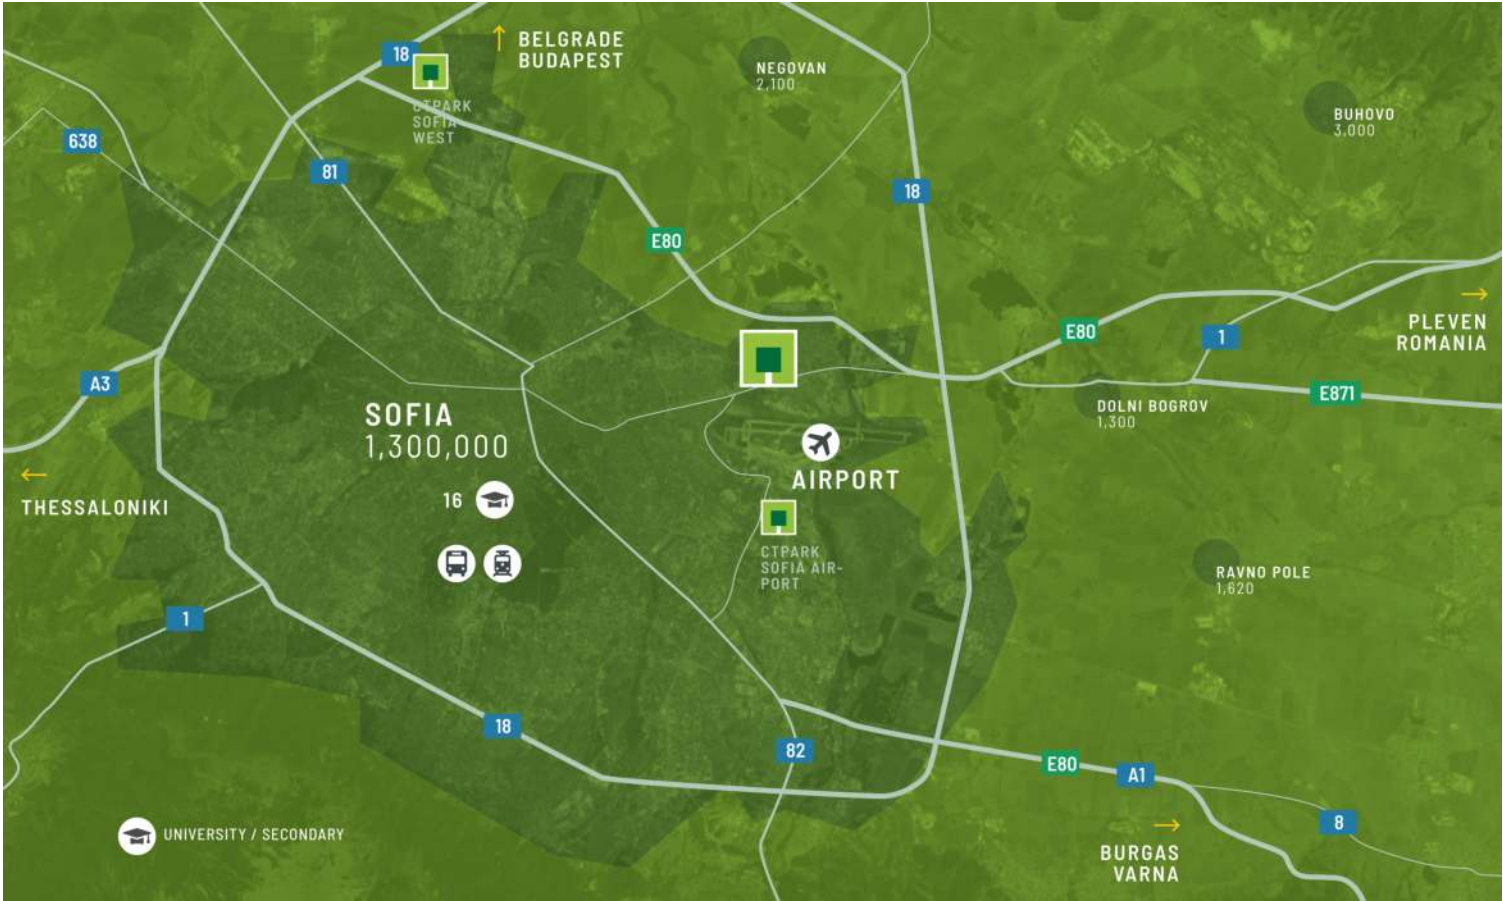 18
BELGRADE
BUDAPEST
NEGOVAN
2,100
CTPARK
SOFIA
WEST
BUHOVO
3,000
638
81
18
E80
PLEVEN
ROMANIA
E80
1
E871
A3
SOFIA
1,300,000
DOLNI BOGROV
1,300
THESSALONIKI
16
AIRPORT
CTPARK
SOFIA AIR-
PORT
RAVNO POLE
1,620
1
18
82
E80
A1
8
UNIVERSITY / SECONDARY
BURGAS
VARNA